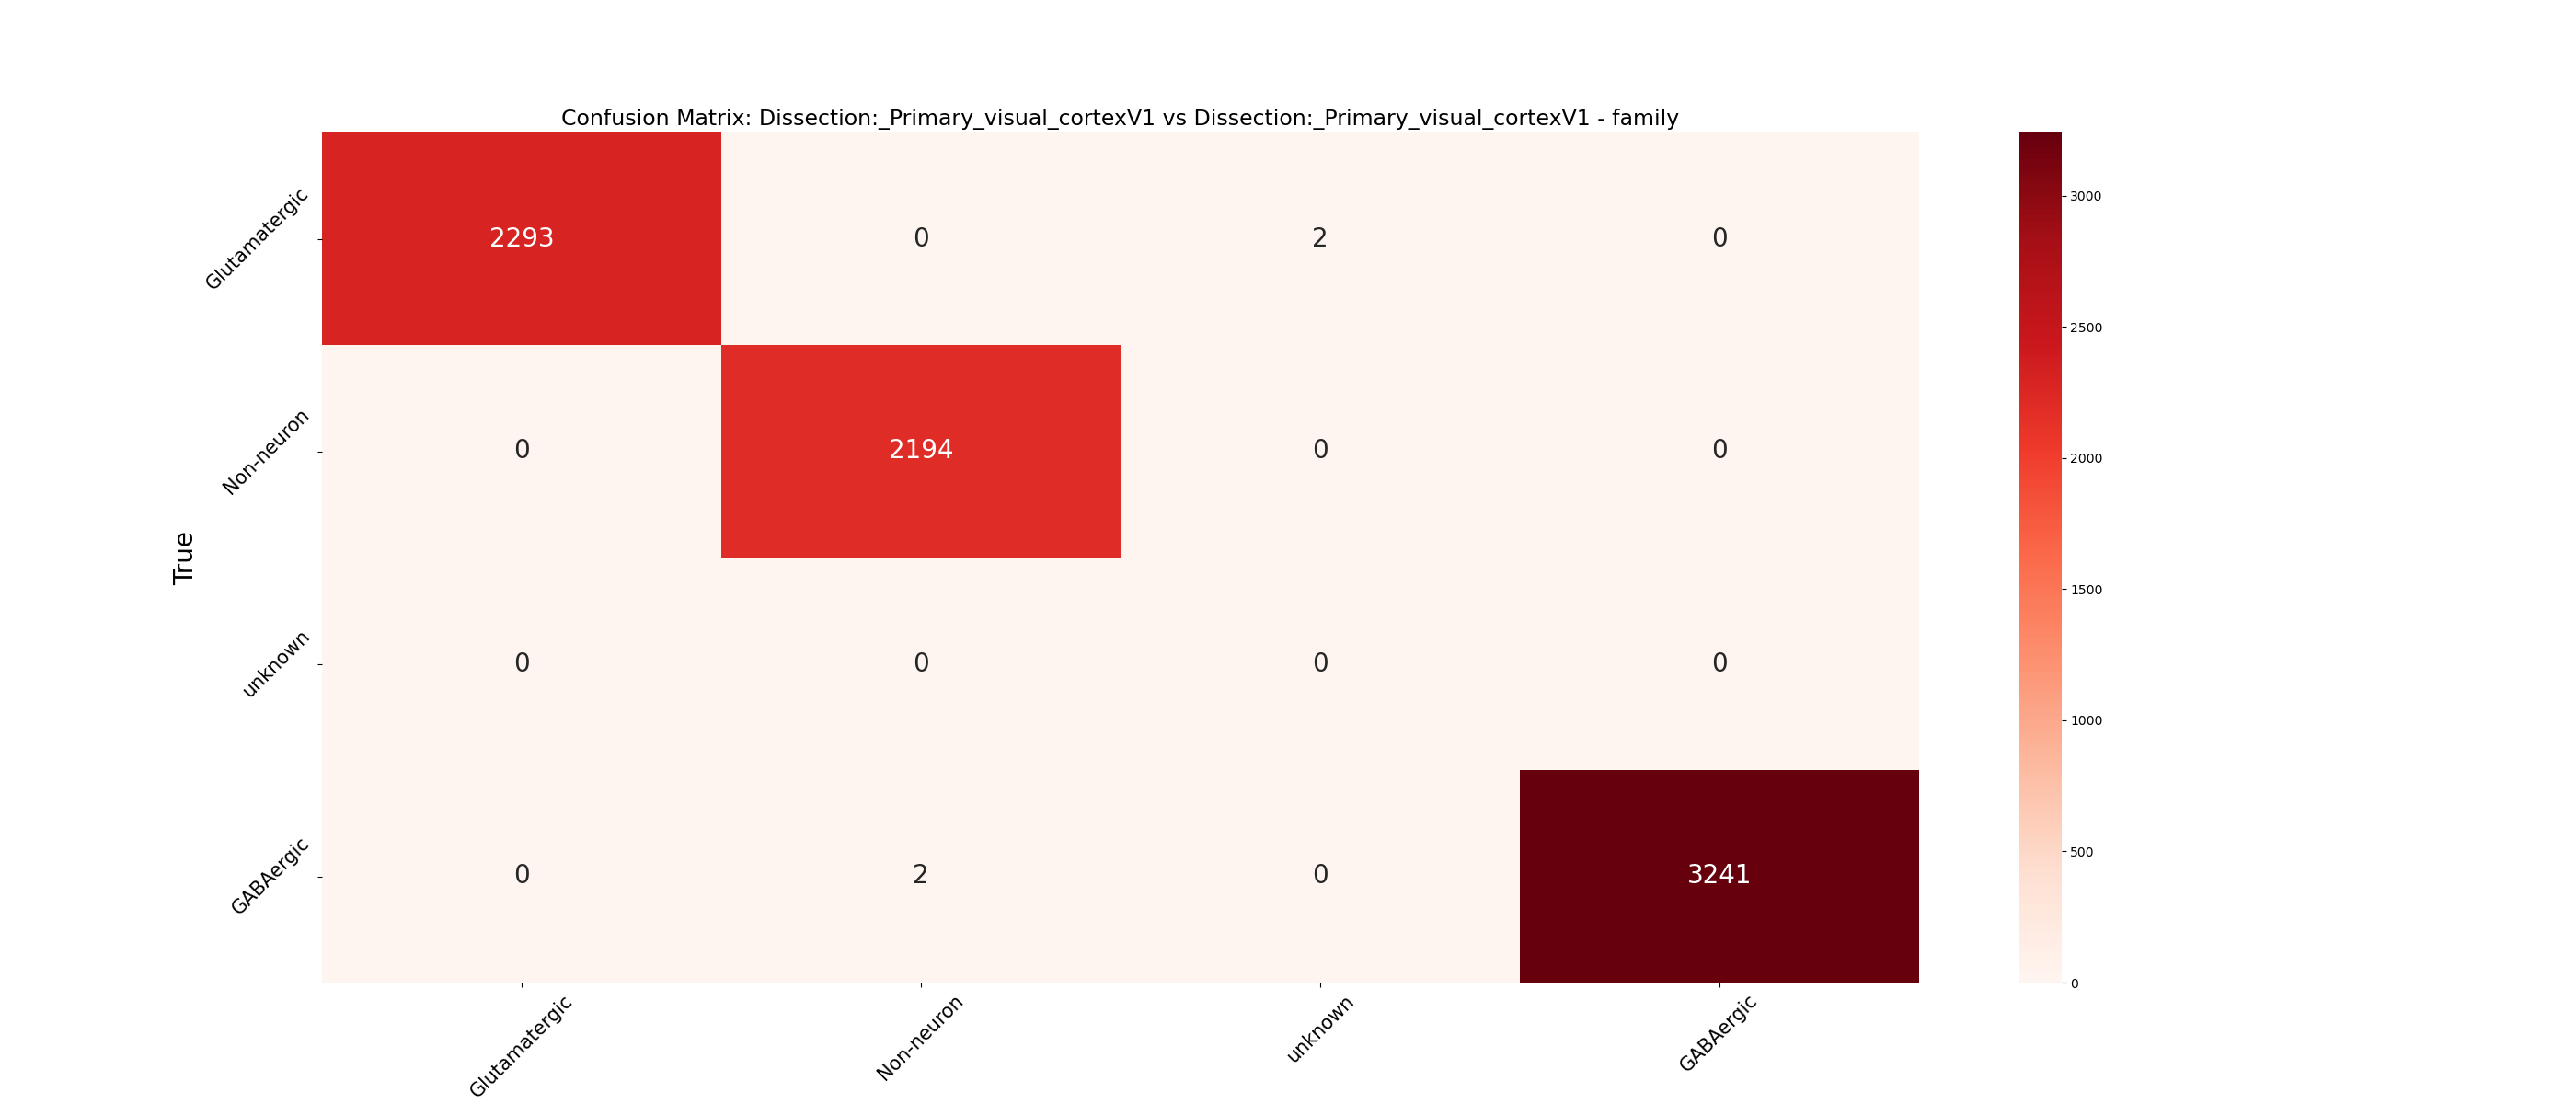 Confusion Matrix: Dissection:_Primary_visual_cortexV1 vs Dissection:_Primary_visual_cortexV1 - family
True
Glutamatergic 2293 0 2 0
Non-neuron 0 2194 0 0
unknown 0 0 0 0
GABAergic 0 2 0 3241
Glutamatergic Non-neuron unknown GABAergic
3000
2500
2000
1500
1000
500
0